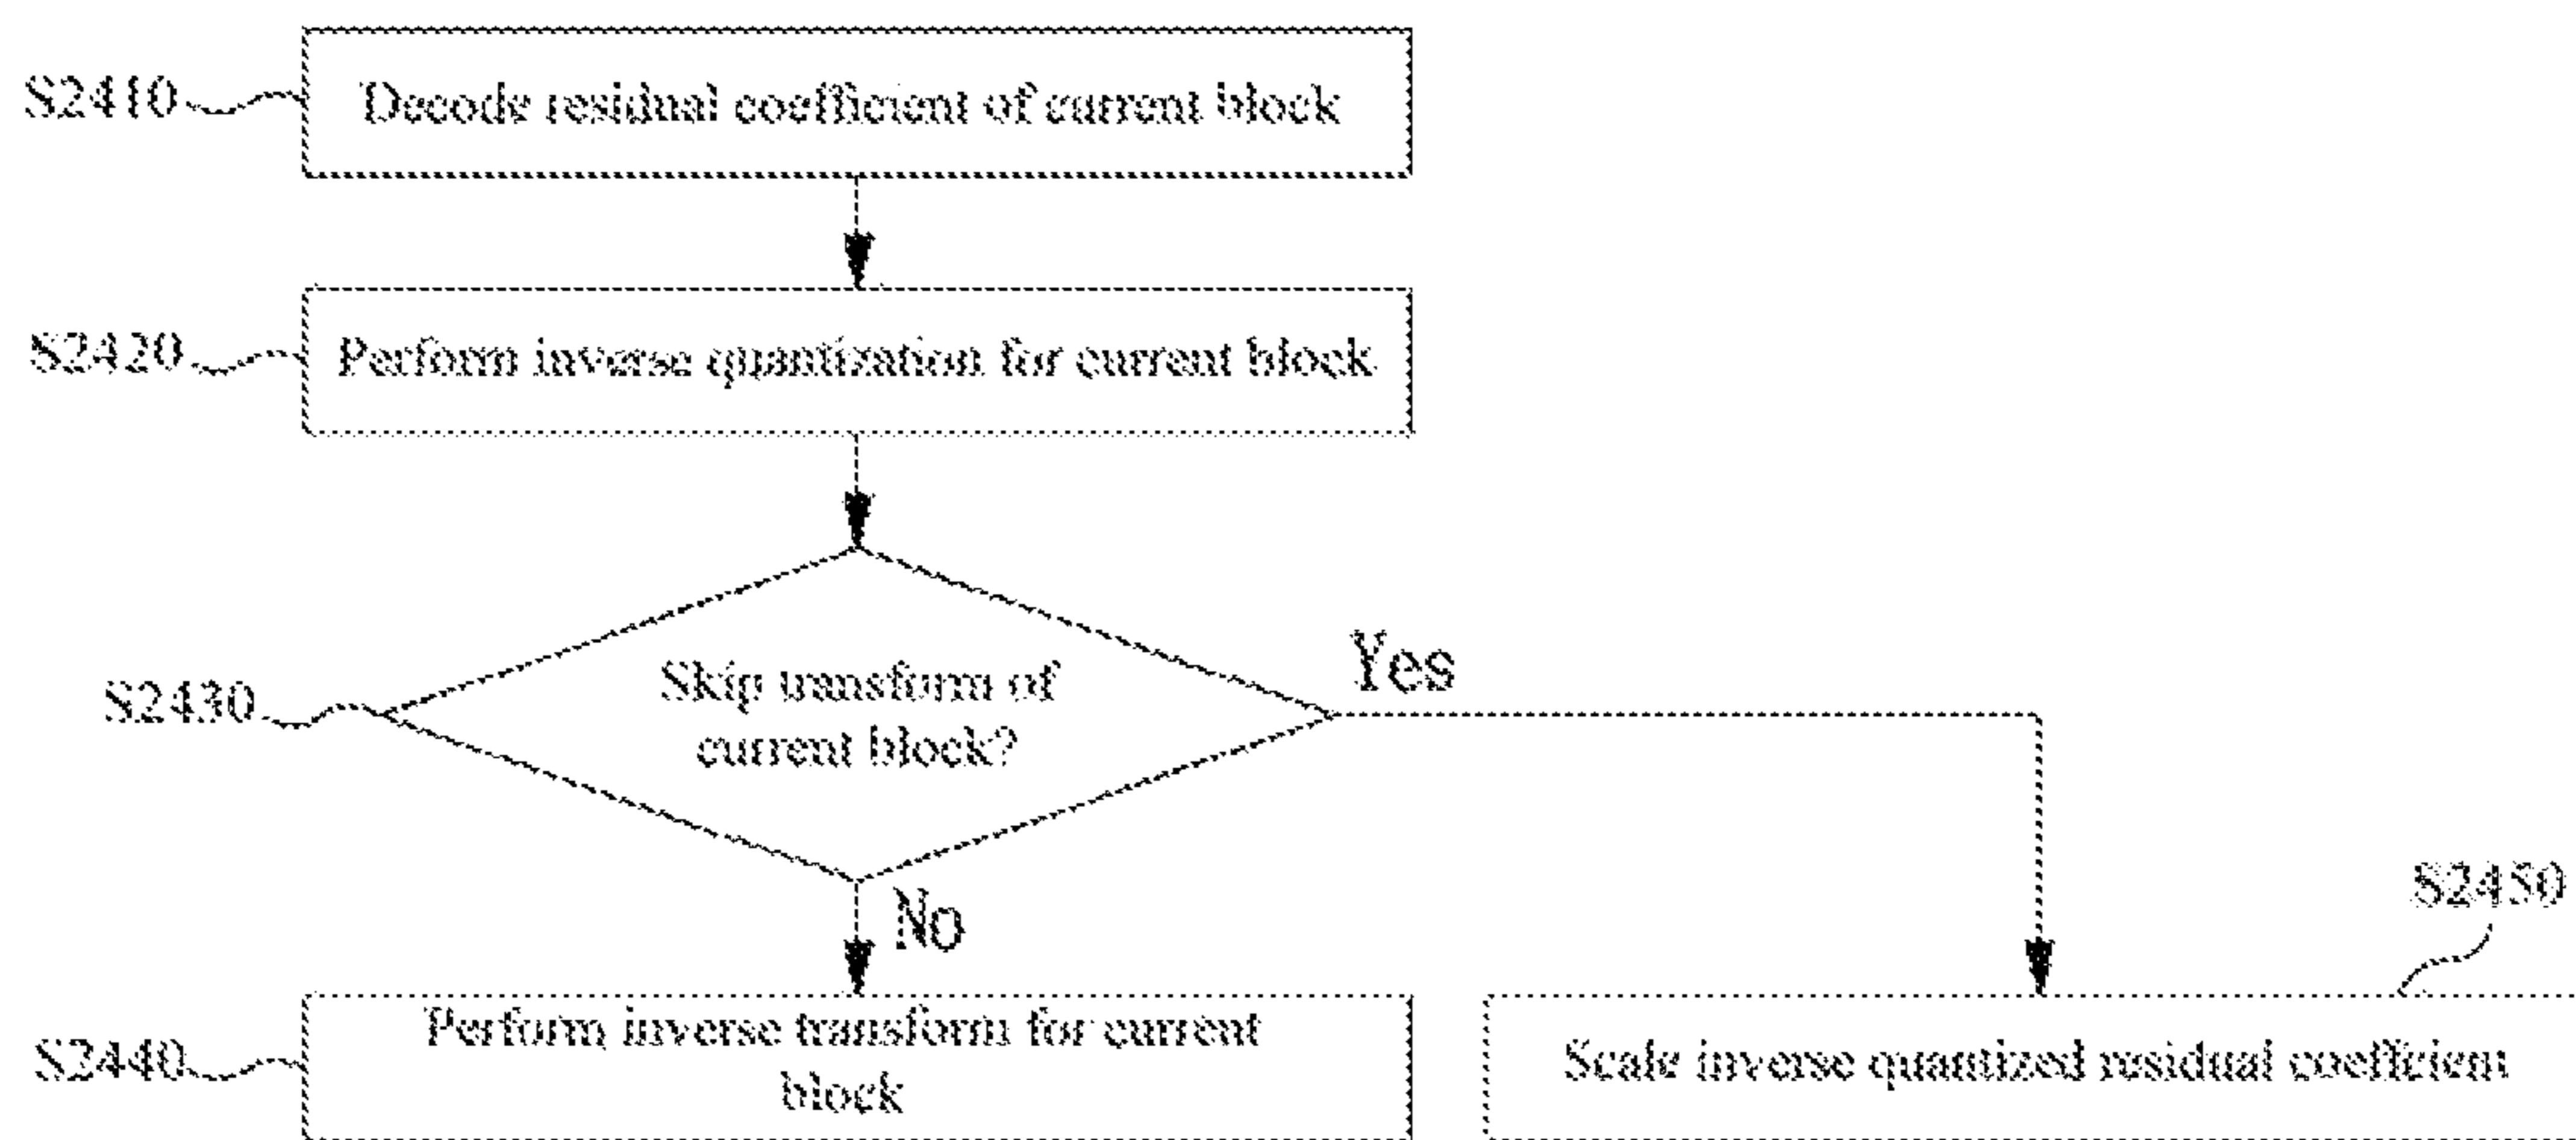 S2410
Decode residual coefficient of current block
S2420
Perform inverse quantization for current block
S2430
Skip transform of
current block?
Yes
No
S2440
Perform inverse transform for current
block
S2450
Scale inverse quantized residual coefficient